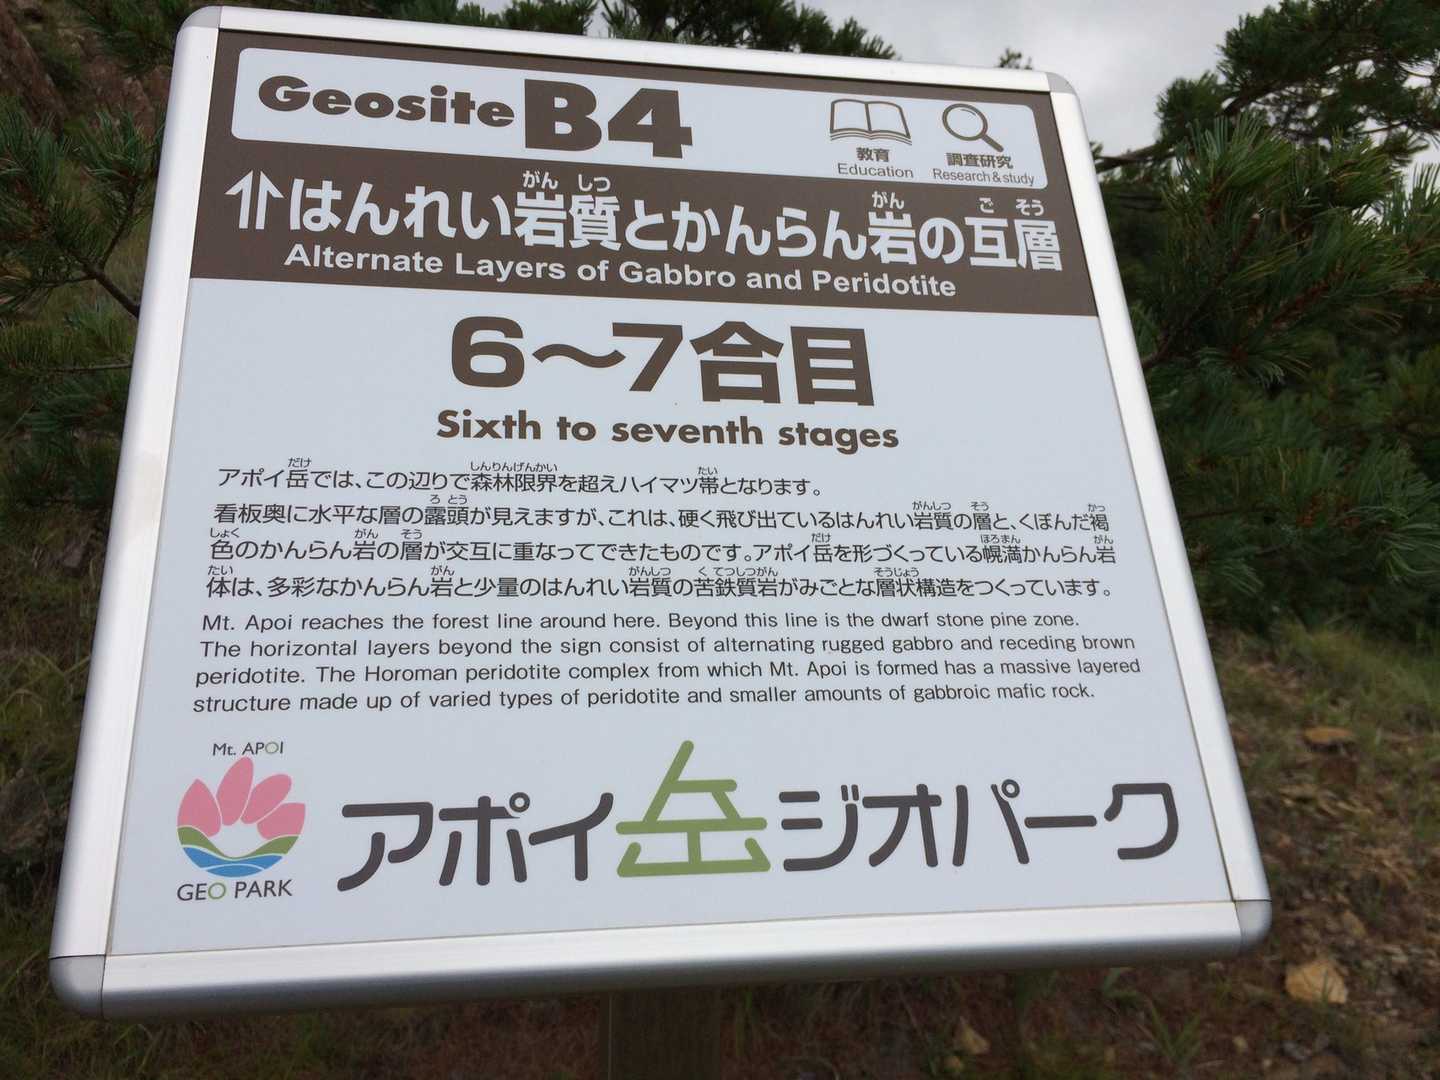 Geosite B4
教育
Education
調査研究
Research & study
⇑はんれい岩質とかんらん岩の互層
Alternate Layers of Gabbro and Peridotite
6〜7合目
Sixth to seventh stages
アポイ岳では、この辺りで森林限界を超えハイマツ帯となります。
看板奥に水平な層の露頭が見えますが、これは、硬く飛び出ているはんれい岩質の層と、くぼんだ褐
色のかんらん岩の層が交互に重なってできたものです。アポイ岳を形づくっている幌満かんらん岩
体は、多彩なかんらん岩と少量のはんれい岩質の苦鉄質岩がみごとな層状構造をつくっています。
Mt. Apoi reaches the forest line around here. Beyond this line is the dwarf stone pine zone.
The horizontal layers beyond the sign consist of alternating rugged gabbro and receding brown
peridotite. The Horoman peridotite complex from which Mt. Apoi is formed has a massive layered
structure made up of varied types of peridotite and smaller amounts of gabbroic mafic rock.
Mt. APOI
GEO PARK
アポイ岳ジオパーク